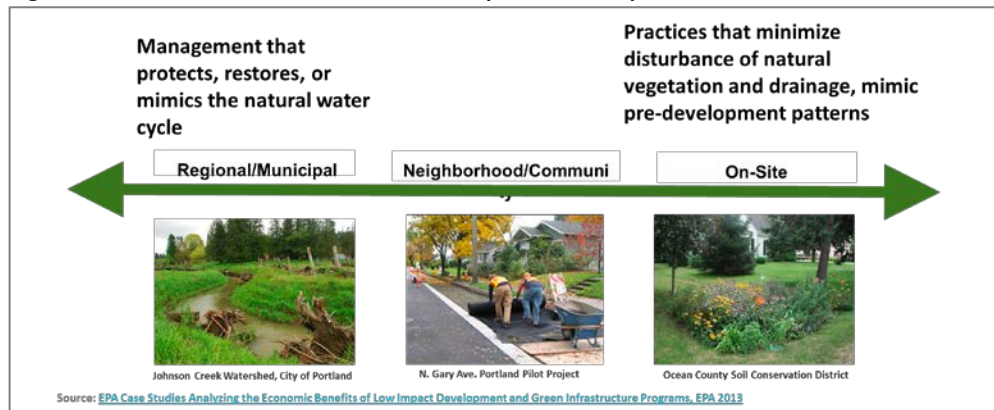 Management that
protects, restores, or
mimics the natural water
cycle
Practices that minimize
disturbance of natural
vegetation and drainage, mimic
pre-development patterns
Regional/Municipal
Neighborhood/Communi
On-Site
Johnson Creek Watershed, City of Portland
N. Gary Ave. Portland Pilot Project
Ocean County Soil Conservation District
Source: EPA Case Studies Analyzing the Economic Benefits of Low Impact Development and Green Infrastructure Programs, EPA 2013